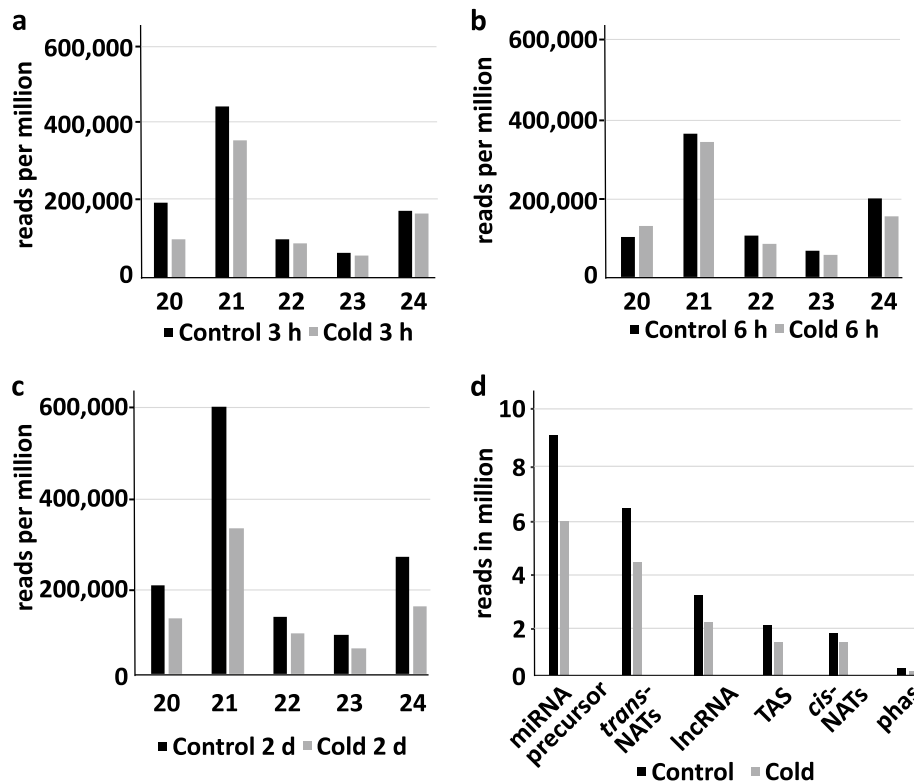 a
reads per million
600,000
400,000
200,000
0
20 21 22 23 24
Control 3 h Cold 3 h
b
reads per million
600,000
400,000
200,000
0
20 21 22 23 24
Control 6 h Cold 6 h
c
reads per million
600,000
400,000
200,000
0
20 21 22 23 24
Control 2 d Cold 2 d
d
reads in million
10
8
6
4
2
0
miRNA
precursor
trans-
NATs
lncRNA
TAS
cis-
NATs
phas
Control Cold